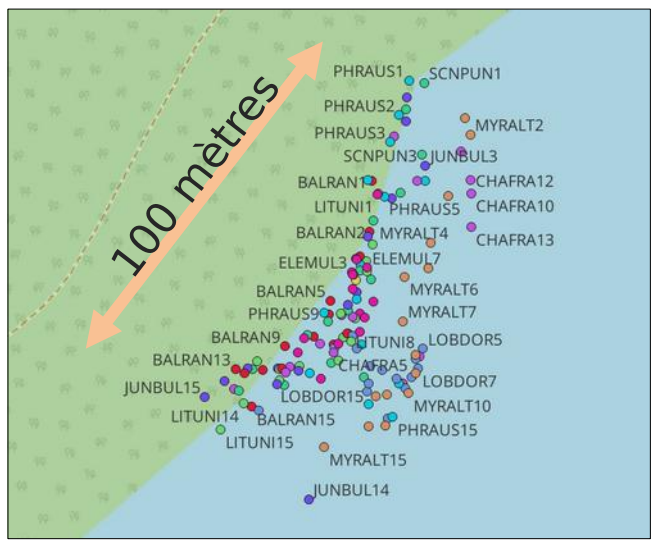 100 mètres
PHRAUS1
SCNPUN1
PHRAUS2
MYRALT2
PHRAUS3
SCNPUN3
JUNBUL3
BALRAN1
CHAFRA12
LITUNI1
PHRAUS5
CHAFRA10
BALRAN2
MYRALT4
CHAFRA13
ELEMUL3
ELEMUL7
BALRAN5
MYRALT6
PHRAUS9
MYRALT7
BALRAN9
LITUNI8
LOBDOR5
BALRAN13
CHAFRA5
LOBDOR7
JUNBUL15
LOBDOR15
MYRALT10
LITUNI14
BALRAN15
PHRAUS15
LITUNI15
MYRALT15
JUNBUL14